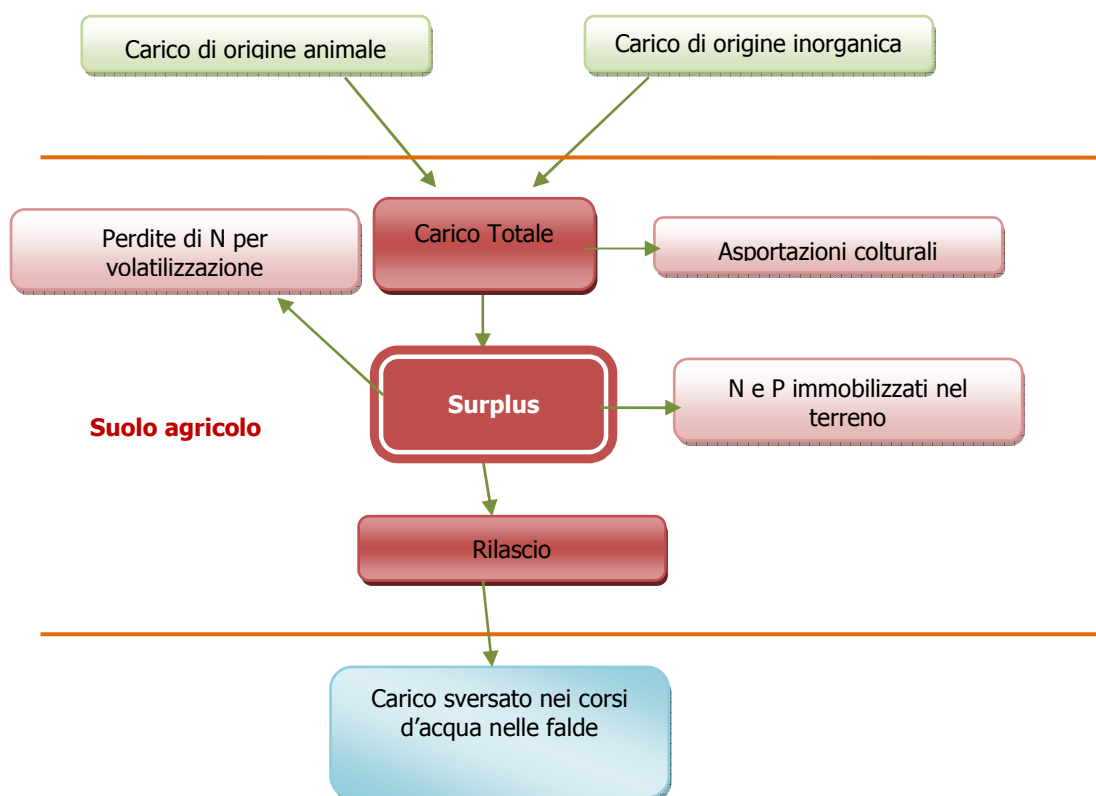 Carico di origine animale
Carico di origine inorganica
Carico Totale
Perdite di N per
volatilizzazione
Asportazioni colturali
Surplus
N e P immobilizzati nel
terreno
Suolo agricolo
Rilascio
Carico sversato nei corsi
d’acqua nelle falde